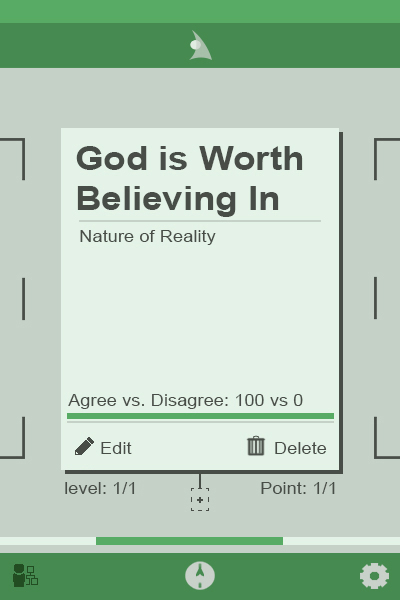 God is Worth
Believing In
Nature of Reality
Agree vs. Disagree: 100 vs 0
Edit
Delete
level: 1/1
Point: 1/1